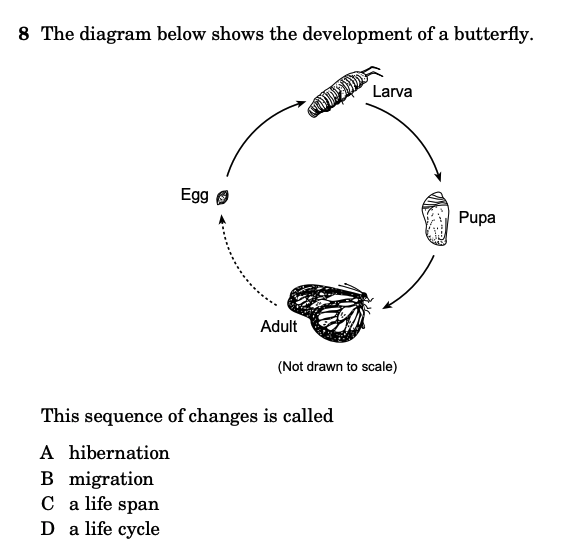 8 The diagram below shows the development of a butterfly.
Larva
Egg
Pupa
Adult
(Not drawn to scale)
This sequence of changes is called
A hibernation
B migration
C a life span
D a life cycle